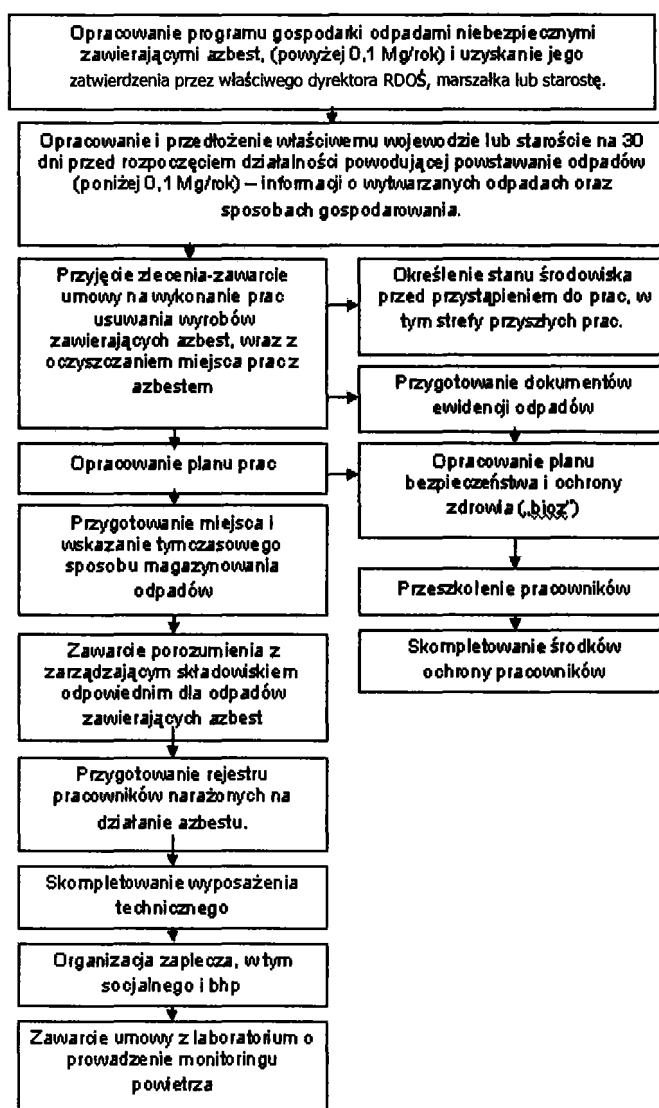 Opracowanie programu gospodarki odpadami niebezpiecznymi
zawierającymi azbest, (powyżej 0,1 Mg/rok) i uzyskanie jego
zatwierdzenia przez właściwego dyrektora RDOŚ, marszałka lub starostę.
Opracowanie i przedłożenie właściwemu wojewodzie lub staroście na 30
dni przed rozpoczęciem działalności powodującej powstawanie odpadów
(poniżej 0,1 Mg/rok) – informacji o wytwarzanych odpadach oraz
sposobach gospodarowania.
Przyjęcie zlecenia-zawarcie
umowy na wykonanie prac
usuwania wyrobów
zawierających azbest, wraz z
oczyszczaniem miejsca prac z
azbestem
Określenie stanu środowiska
przed przystąpieniem do prac, w
tym strefy przyszłych prac.
Przygotowanie dokumentów
ewidencji odpadów
Opracowanie planu prac
Opracowanie planu
bezpieczeństwa i ochrony
zdrowia („bioz”)
Przygotowanie miejsca i
wskazanie tymczasowego
sposobu magazynowania
odpadów
Przeszkolenie pracowników
Zawarcie porozumienia z
zarządzającym składowiskiem
odpowiednim dla odpadów
zawierających azbest
Skompletowanie środków
ochrony pracowników
Przygotowanie rejestru
pracowników narażonych na
działanie azbestu.
Skompletowanie wyposażenia
technicznego
Organizacja zaplecza, w tym
socjalnego i bhp
Zawarcie umowy z laboratorium o
prowadzenie monitoringu
powietrza